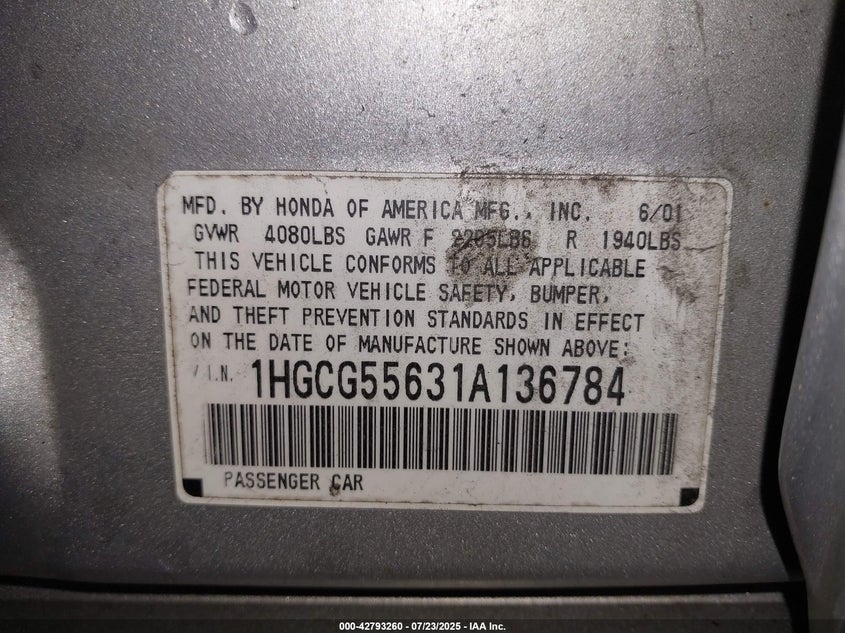 MFD. BY HONDA OF AMERICA MFG., INC. 6/01
GVWR 4080LBS GAWR F 2205LBS R 1940LBS
THIS VEHICLE CONFORMS TO ALL APPLICABLE
FEDERAL MOTOR VEHICLE SAFETY, BUMPER,
AND THEFT PREVENTION STANDARDS IN EFFECT
ON THE DATE OF MANUFACTURE SHOWN ABOVE:
V.I.N. 1HGCG55631A136784
PASSENGER CAR
000-42793260 - 07/23/2025 - IAA Inc.